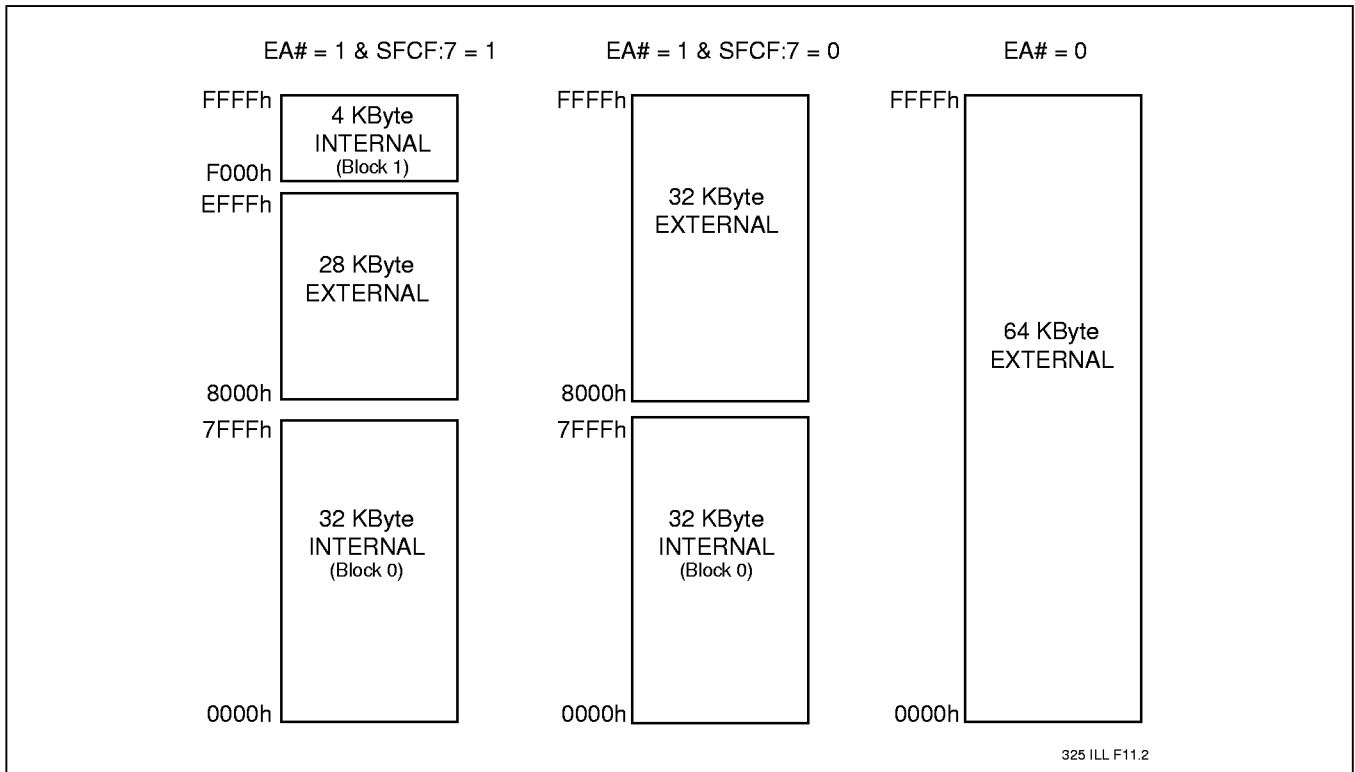 EA# = 1 & SFCF:7 = 1
FFFFh
4 KByte
INTERNAL
(Block 1)
F000h
EFFFh
28 KByte
EXTERNAL
8000h
7FFFh
32 KByte
INTERNAL
(Block 0)
0000h
EA# = 1 & SFCF:7 = 0
FFFFh
32 KByte
EXTERNAL
8000h
7FFFh
32 KByte
INTERNAL
(Block 0)
0000h
EA# = 0
FFFFh
64 KByte
EXTERNAL
0000h
325 ILL F11.2